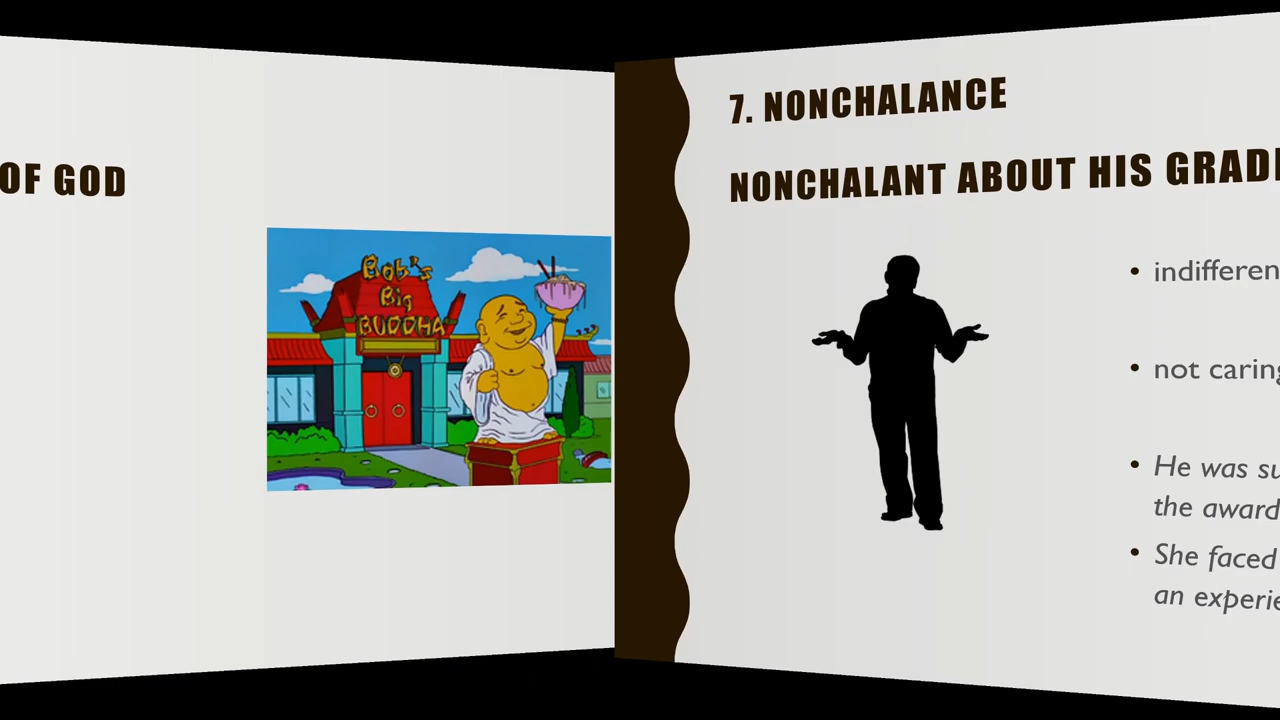 OF GOD
Bob's
Big
BUDDHA
7. NONCHALANCE
NONCHALANT ABOUT HIS
• indifferen
• not caring
• He was su
the award
• She faced
an experie